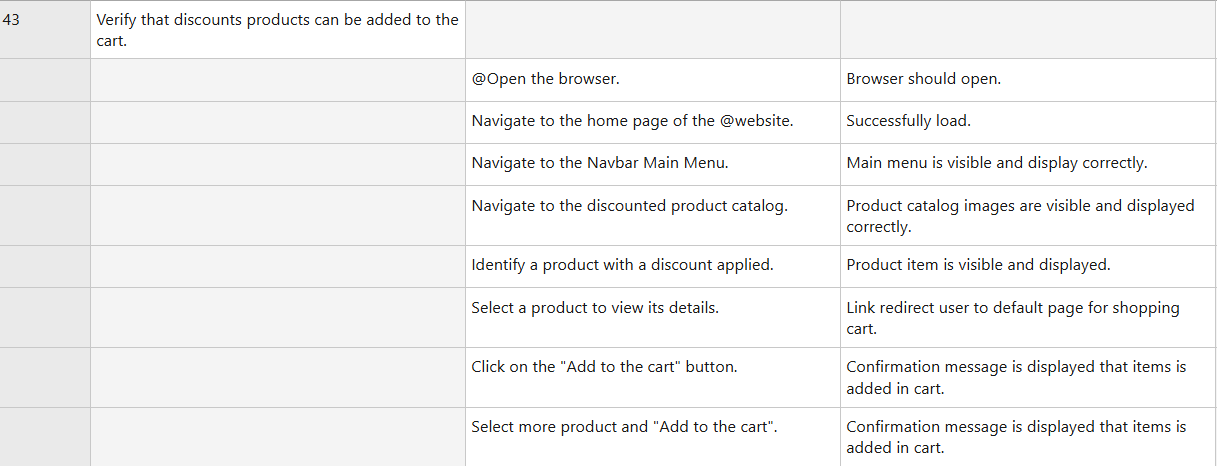 43
Verify that discounts products can be added to the
cart.
@Open the browser.
Browser should open.
Navigate to the home page of the @website.
Successfully load.
Navigate to the Navbar Main Menu.
Main menu is visible and display correctly.
Navigate to the discounted product catalog.
Product catalog images are visible and displayed
correctly.
Identify a product with a discount applied.
Product item is visible and displayed.
Select a product to view its details.
Link redirect user to default page for shopping
cart.
Click on the "Add to the cart" button.
Confirmation message is displayed that items is
added in cart.
Select more product and "Add to the cart".
Confirmation message is displayed that items is
added in cart.